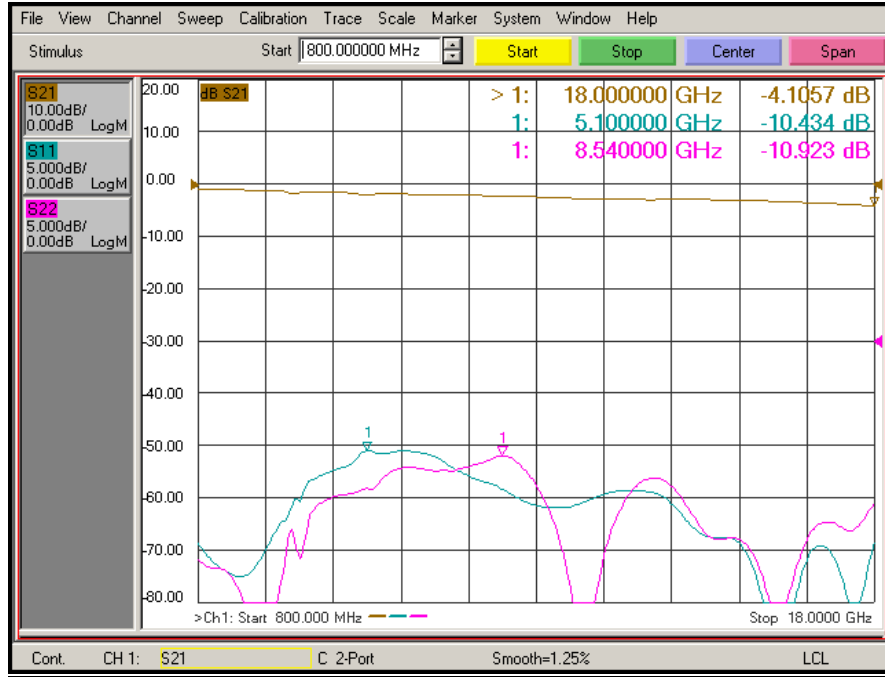 File View Channel Sweep Calibration Trace Scale Marker System Window Help
Stimulus Start 800.000000 MHz Start Stop Center Span
S21
10.00dB/
0.00dB LogM
S11
5.000dB/
0.00dB LogM
S22
5.000dB/
0.00dB LogM
dB S21
> 1: 18.000000 GHz -4.1057 dB
1: 5.100000 GHz -10.434 dB
1: 8.540000 GHz -10.923 dB
20.00
10.00
0.00
-10.00
-20.00
-30.00
-40.00
-50.00
-60.00
-70.00
-80.00
1
1
>Ch1: Start 800.000 MHz Stop 18.0000 GHz
Cont. CH 1: S21 C 2-Port Smooth=1.25% LCL